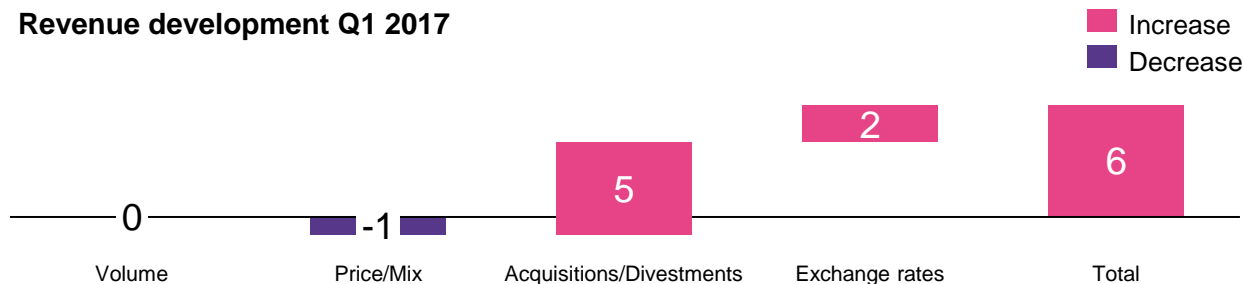 Revenue development Q1 2017
Increase
Decrease
2
5
6
0
-1
Volume
Price/Mix
Acquisitions/Divestments
Exchange rates
Total